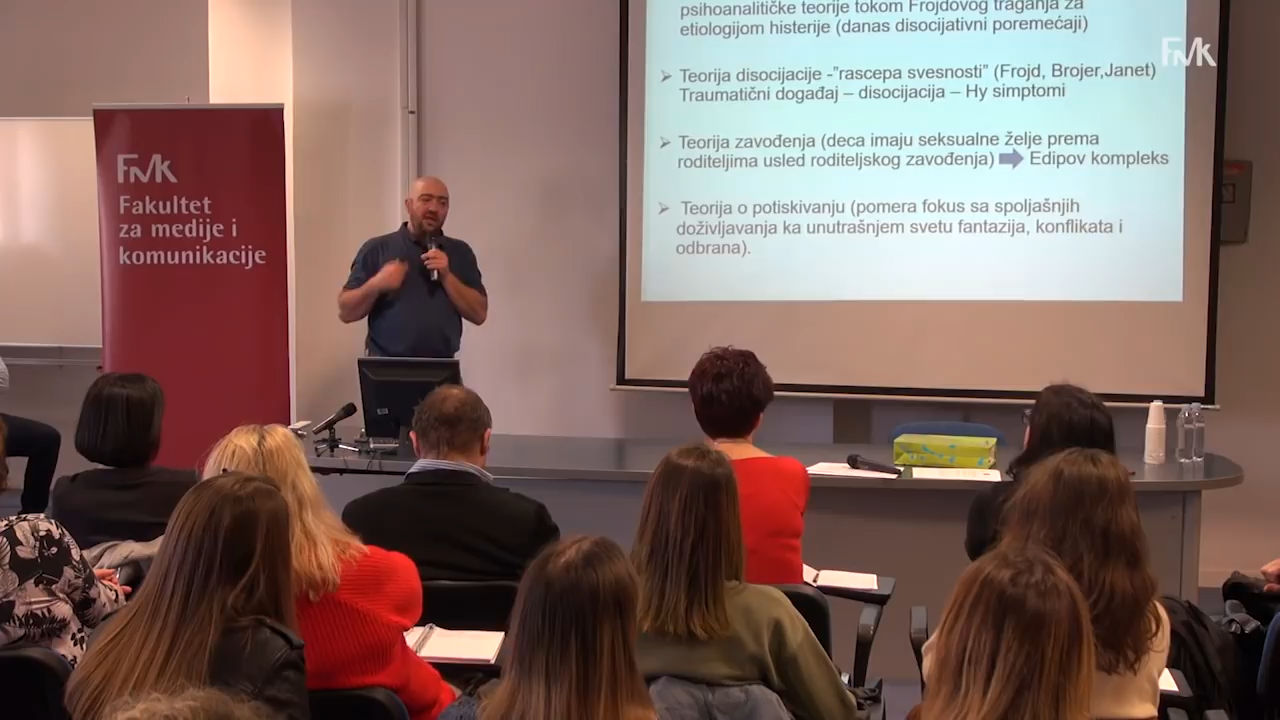 FMK
Fakultet
za medije i
komunikacije
psihoanalitičke teorije tokom Frojdovog traganja za
etiologijom histerije (danas disocijativni poremećaji)
Teorija disocijacije -”rascepa svesnosti” (Frojd, Brojer,Janet)
Traumatični događaj – disocijacija – Hy simptomi
Teorija zavođenja (deca imaju seksualne želje prema
roditeljima usled roditeljskog zavođenja) Edipov kompleks
Teorija o potiskivanju (pomera fokus sa spoljašnjih
doživljavanja ka unutrašnjem svetu fantazija, konflikata i
odbrana).
FMK